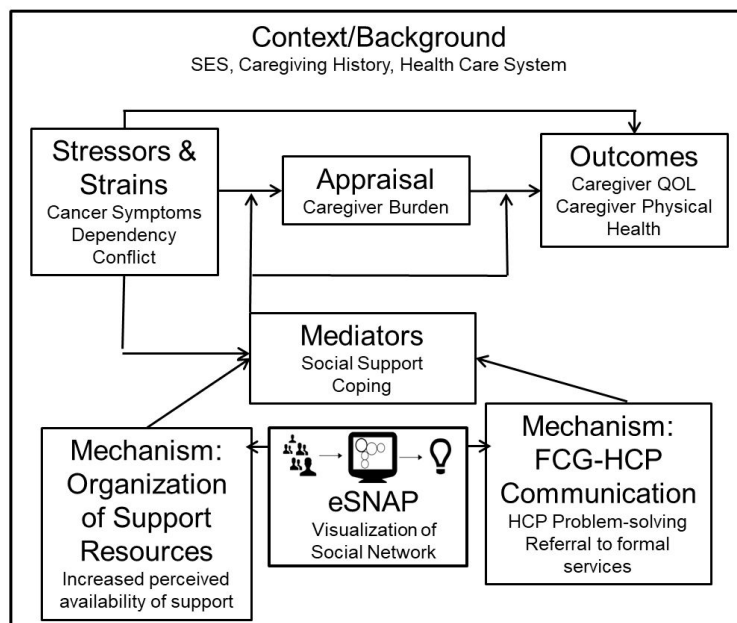 Context/Background
SES, Caregiving History, Health Care System
Stressors &
Strains
Cancer Symptoms
Dependency
Conflict
Appraisal
Caregiver Burden
Outcomes
Caregiver QOL
Caregiver Physical
Health
Mediators
Social Support
Coping
Mechanism:
Organization
of Support
Resources
Increased perceived
availability of support
eSNAP
Visualization of
Social Network
Mechanism:
FCG-HCP
Communication
HCP Problem-solving
Referral to formal
services